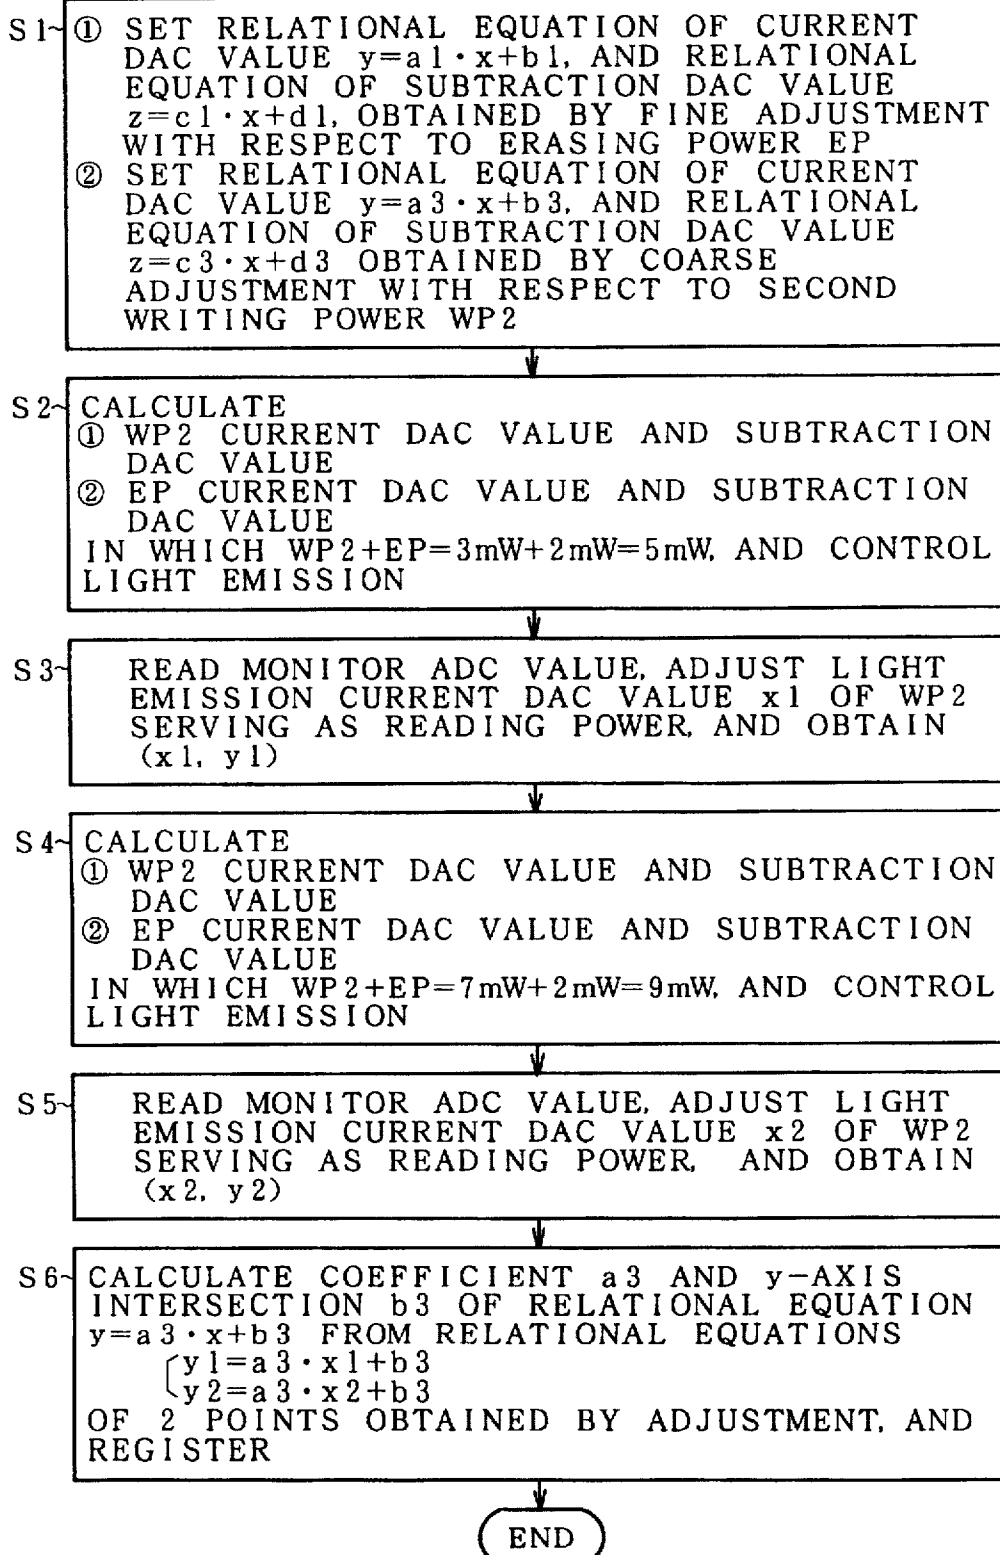 S1~ ① SET RELATIONAL EQUATION OF CURRENT
DAC VALUE y=a1·x+b1, AND RELATIONAL
EQUATION OF SUBTRACTION DAC VALUE
z=c1·x+d1, OBTAINED BY FINE ADJUSTMENT
WITH RESPECT TO ERASING POWER EP
② SET RELATIONAL EQUATION OF CURRENT
DAC VALUE y=a3·x+b3, AND RELATIONAL
EQUATION OF SUBTRACTION DAC VALUE
z=c3·x+d3 OBTAINED BY COARSE
ADJUSTMENT WITH RESPECT TO SECOND
WRITING POWER WP2
S2~ CALCULATE
① WP2 CURRENT DAC VALUE AND SUBTRACTION
DAC VALUE
② EP CURRENT DAC VALUE AND SUBTRACTION
DAC VALUE
IN WHICH WP2+EP=3mW+2mW=5mW, AND CONTROL
LIGHT EMISSION
S3~ READ MONITOR ADC VALUE, ADJUST LIGHT
EMISSION CURRENT DAC VALUE x1 OF WP2
SERVING AS READING POWER, AND OBTAIN
(x1, y1)
S4~ CALCULATE
① WP2 CURRENT DAC VALUE AND SUBTRACTION
DAC VALUE
② EP CURRENT DAC VALUE AND SUBTRACTION
DAC VALUE
IN WHICH WP2+EP=7mW+2mW=9mW, AND CONTROL
LIGHT EMISSION
S5~ READ MONITOR ADC VALUE, ADJUST LIGHT
EMISSION CURRENT DAC VALUE x2 OF WP2
SERVING AS READING POWER, AND OBTAIN
(x2, y2)
S6~ CALCULATE COEFFICIENT a3 AND y-AXIS
INTERSECTION b3 OF RELATIONAL EQUATION
y=a3·x+b3 FROM RELATIONAL EQUATIONS
y1=a3·x1+b3
y2=a3·x2+b3
OF 2 POINTS OBTAINED BY ADJUSTMENT, AND
REGISTER
END